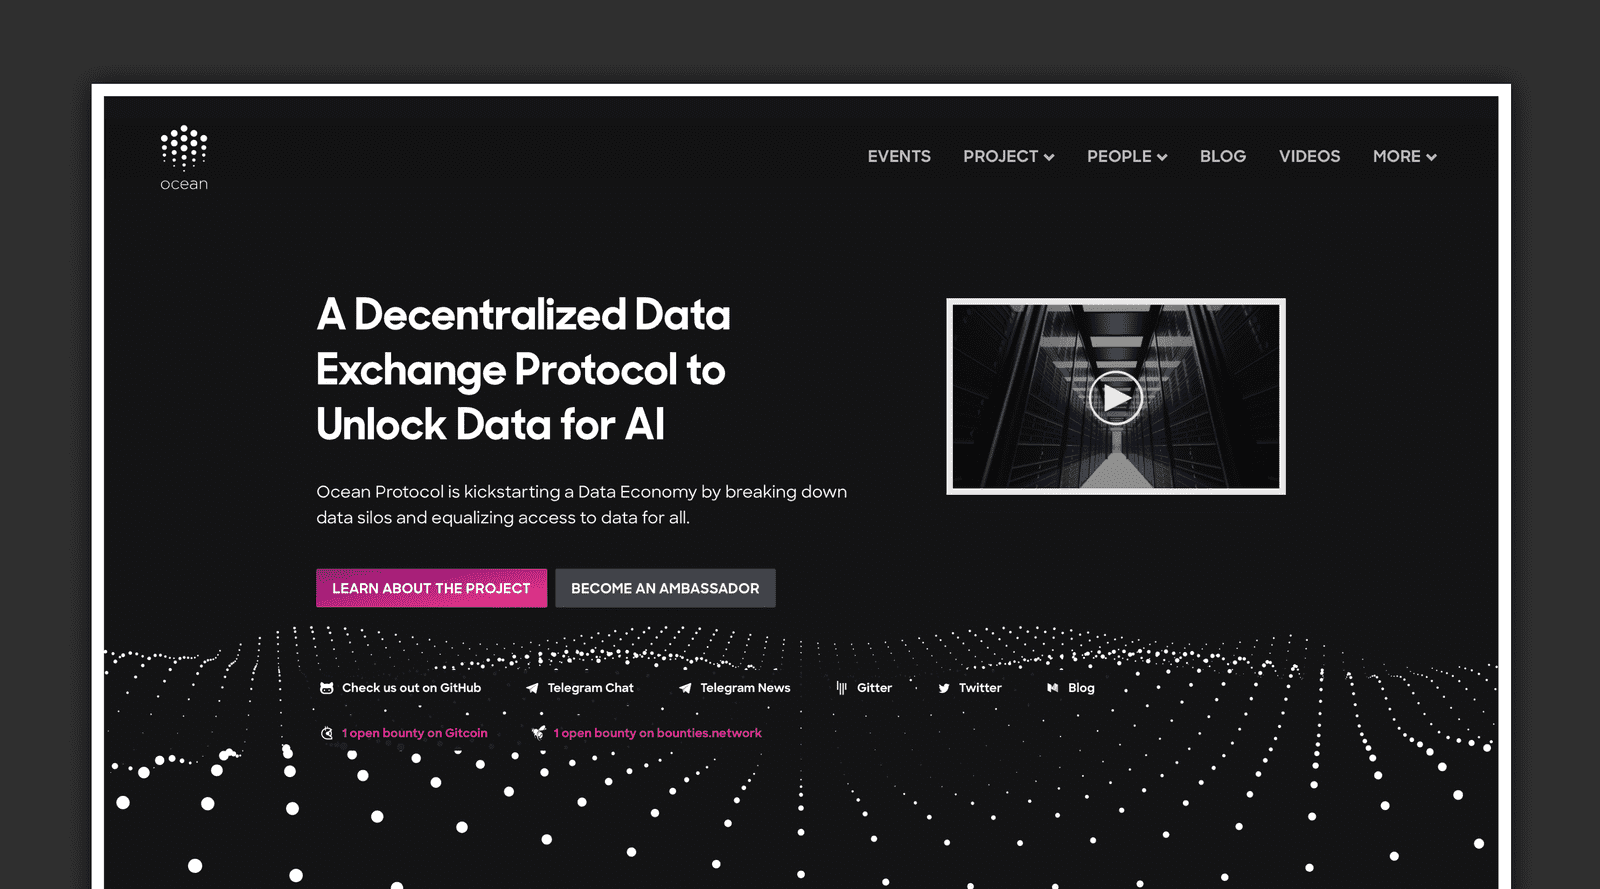 ocean
EVENTS PROJECT PEOPLE BLOG VIDEOS MORE
A Decentralized Data
Exchange Protocol to
Unlock Data for AI
Ocean Protocol is kickstarting a Data Economy by breaking down
data silos and equalizing access to data for all.
LEARN ABOUT THE PROJECT BECOME AN AMBASSADOR
Check us out on GitHub Telegram Chat Telegram News Gitter Twitter Blog
1 open bounty on Gitcoin 1 open bounty on bounties.network